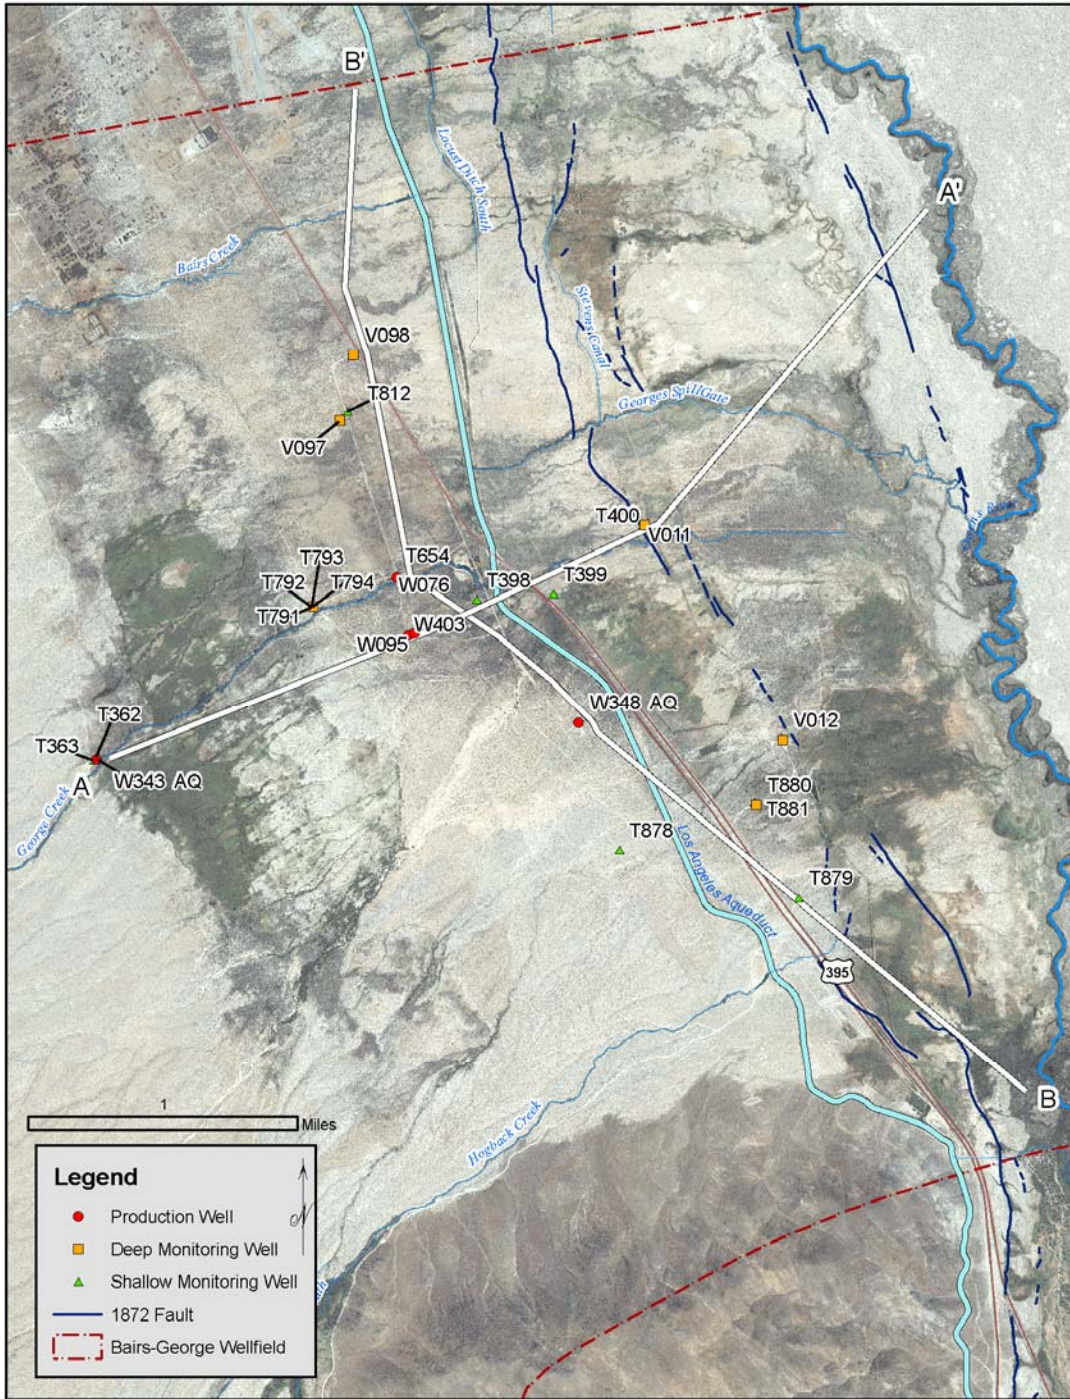 B'
Locust Ditch South
A'
Bairs Creek
Stevens Canal
V098
T812
Georges SpillGate
V097
T400
V011
T793
T654
T792
T794
W076
T398
T399
T791
W403
W095
T362
W348 AQ
V012
T363
A
W343 AQ
T880
T881
George Creek
T878
Los Angeles Aqueduct
T879
395
B
1
Miles
Hogback Creek
Legend
N
Production Well
Deep Monitoring Well
Shallow Monitoring Well
1872 Fault
Bairs-George Wellfield